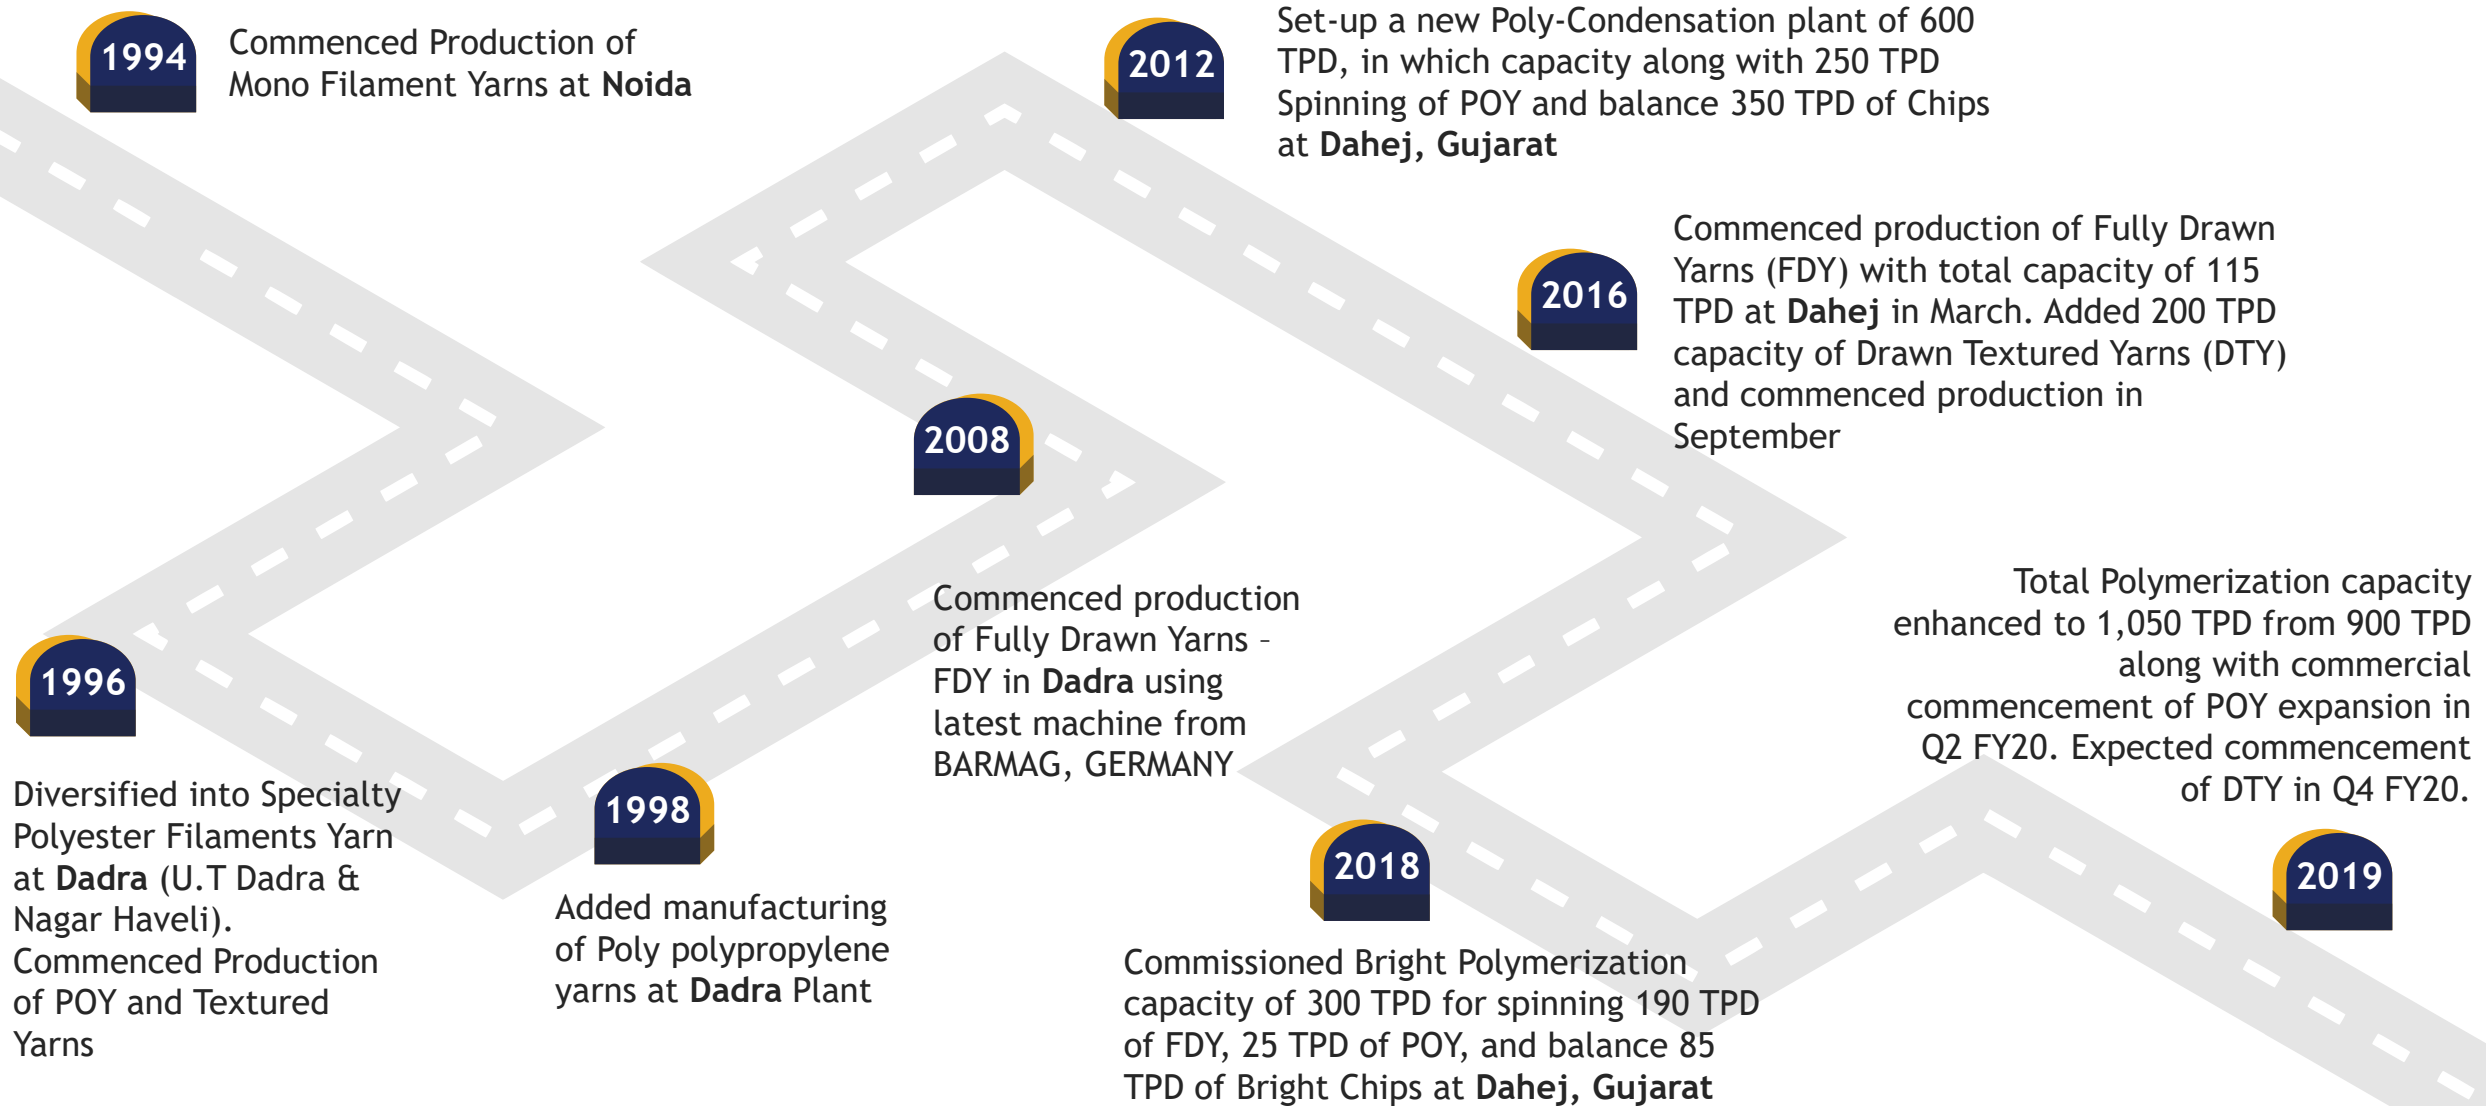 1994
Commenced Production of
Mono Filament Yarns at Noida
1996
Diversified into Specialty
Polyester Filaments Yarn
at Dadra (U.T Dadra &
Nagar Haveli).
Commenced Production
of POY and Textured
Yarns
1998
Added manufacturing
of Poly polypropylene
yarns at Dadra Plant
2008
Commenced production
of Fully Drawn Yarns –
FDY in Dadra using
latest machine from
BARMAG, GERMANY
2012
Set-up a new Poly-Condensation plant of 600
TPD, in which capacity along with 250 TPD
Spinning of POY and balance 350 TPD of Chips
at Dahej, Gujarat
2016
Commenced production of Fully Drawn
Yarns (FDY) with total capacity of 115
TPD at Dahej in March. Added 200 TPD
capacity of Drawn Textured Yarns (DTY)
and commenced production in
September
2018
Commissioned Bright Polymerization
capacity of 300 TPD for spinning 190 TPD
of FDY, 25 TPD of POY, and balance 85
TPD of Bright Chips at Dahej, Gujarat
Total Polymerization capacity
enhanced to 1,050 TPD from 900 TPD
along with commercial
commencement of POY expansion in
Q2 FY20. Expected commencement
of DTY in Q4 FY20.
2019